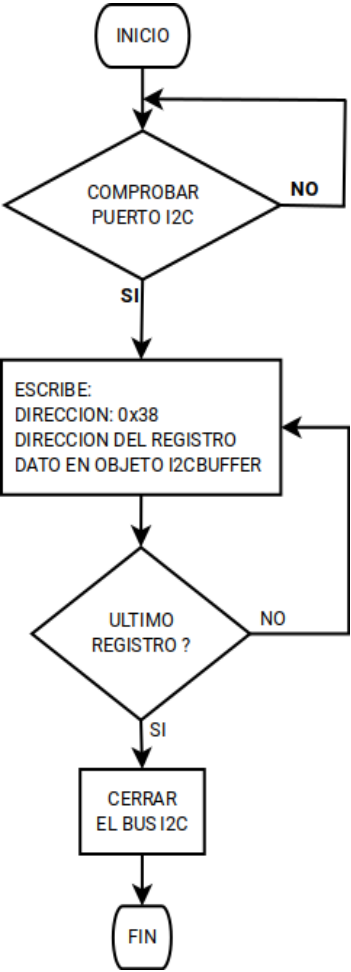 INICIO
COMPROBAR
PUERTO I2C
NO
SI
ESCRIBE:
DIRECCION: 0x38
DIRECCION DEL REGISTRO
DATO EN OBJETO I2CBUFFER
ULTIMO
REGISTRO ?
NO
SI
CERRAR
EL BUS I2C
FIN